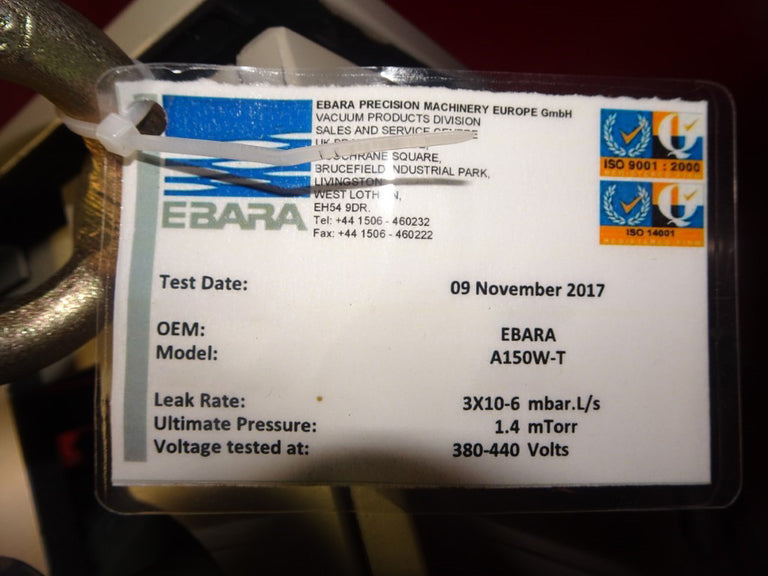 EBARA PRECISION MACHINERY EUROPE GmbH
VACUUM PRODUCTS DIVISION
SALES AND SERVICE CENTRE
UK
COCHRANE SQUARE,
BRUCEFIELD INDUSTRIAL PARK,
LIVINGSTON
WEST LOTHIAN,
EH54 9DR.
Tel: +44 1506 - 460232
Fax: +44 1506 - 460222
EBARA
ISO 9001 : 2000
ISO 14001
Test Date: 09 November 2017
OEM: EBARA
Model: A150W-T
Leak Rate: 3X10-6 mbar.L/s
Ultimate Pressure: 1.4 mTorr
Voltage tested at: 380-440 Volts